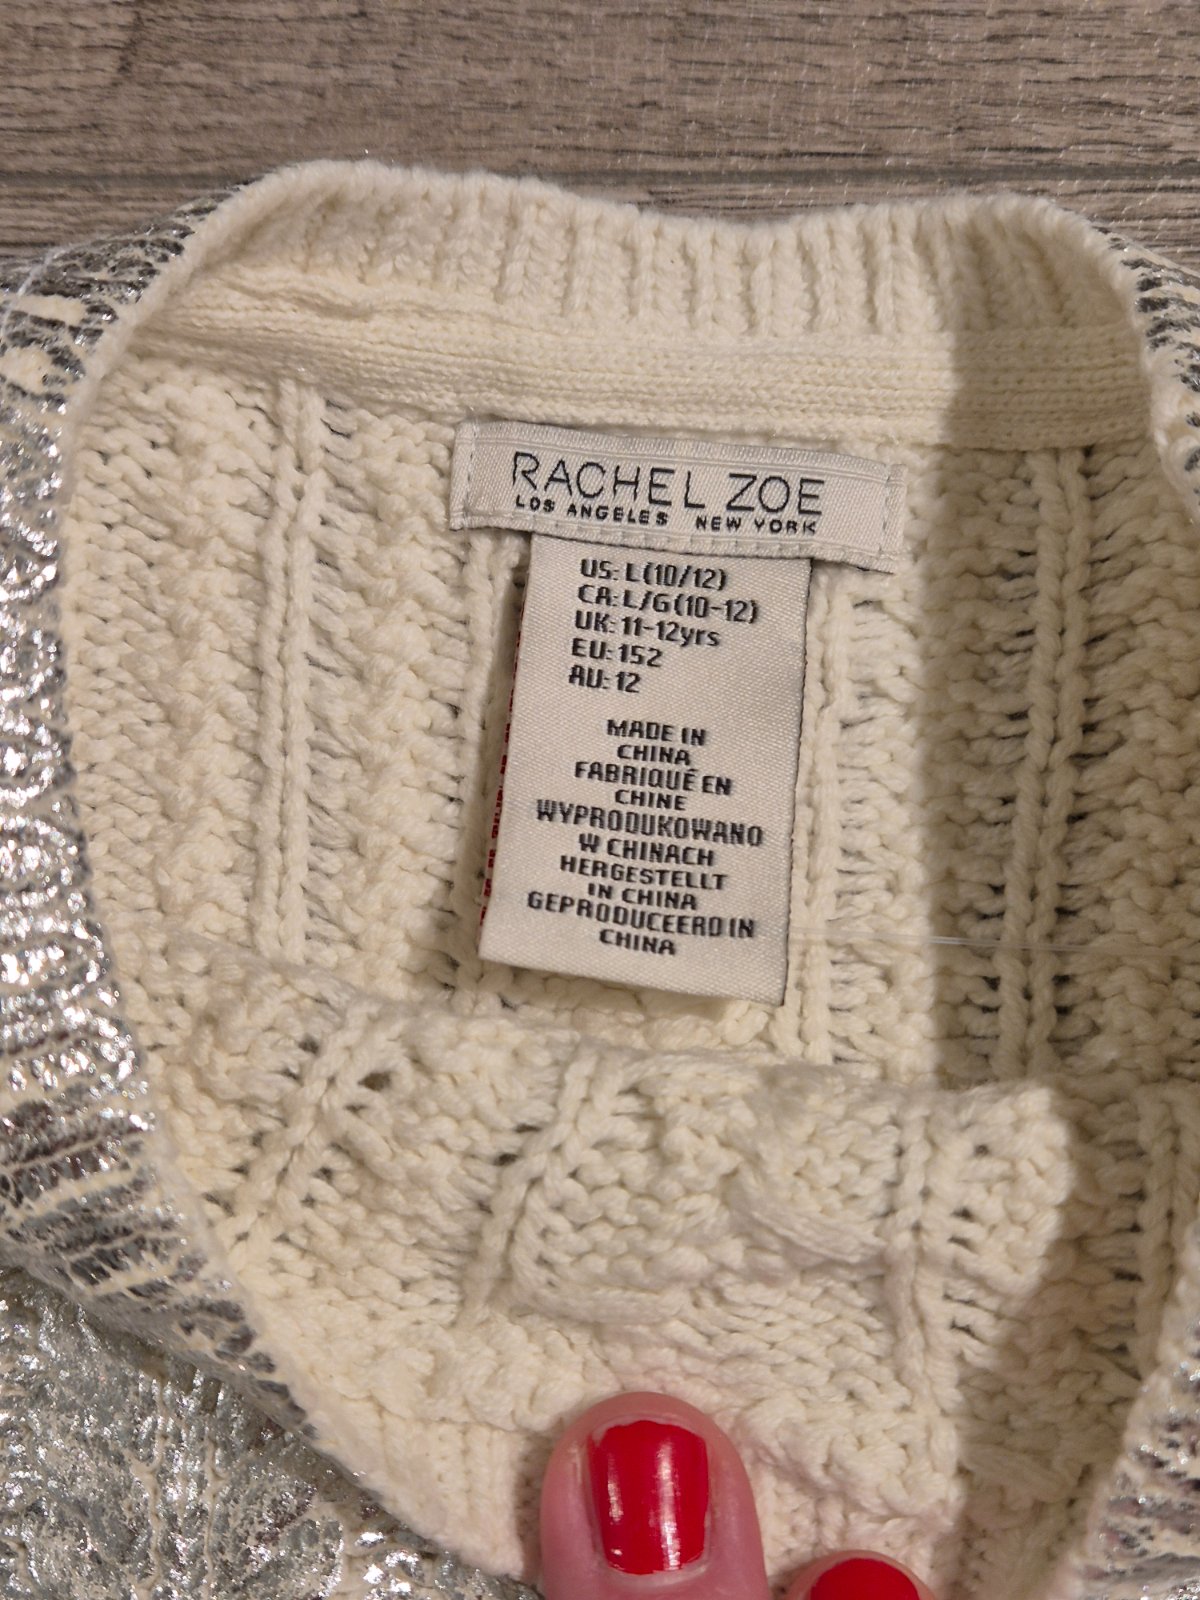 RACHEL ZOE
LOS ANGELES NEW YORK
US: L (10/12)
CA: L/G (10-12)
UK: 11-12yrs
EU: 152
AU: 12
MADE IN
CHINA
FABRIQUÉ EN
CHINE
WYPRODUKOWANO
W CHINACH
HERGESTELLT
IN CHINA
GEPRODUCEERD IN
CHINA